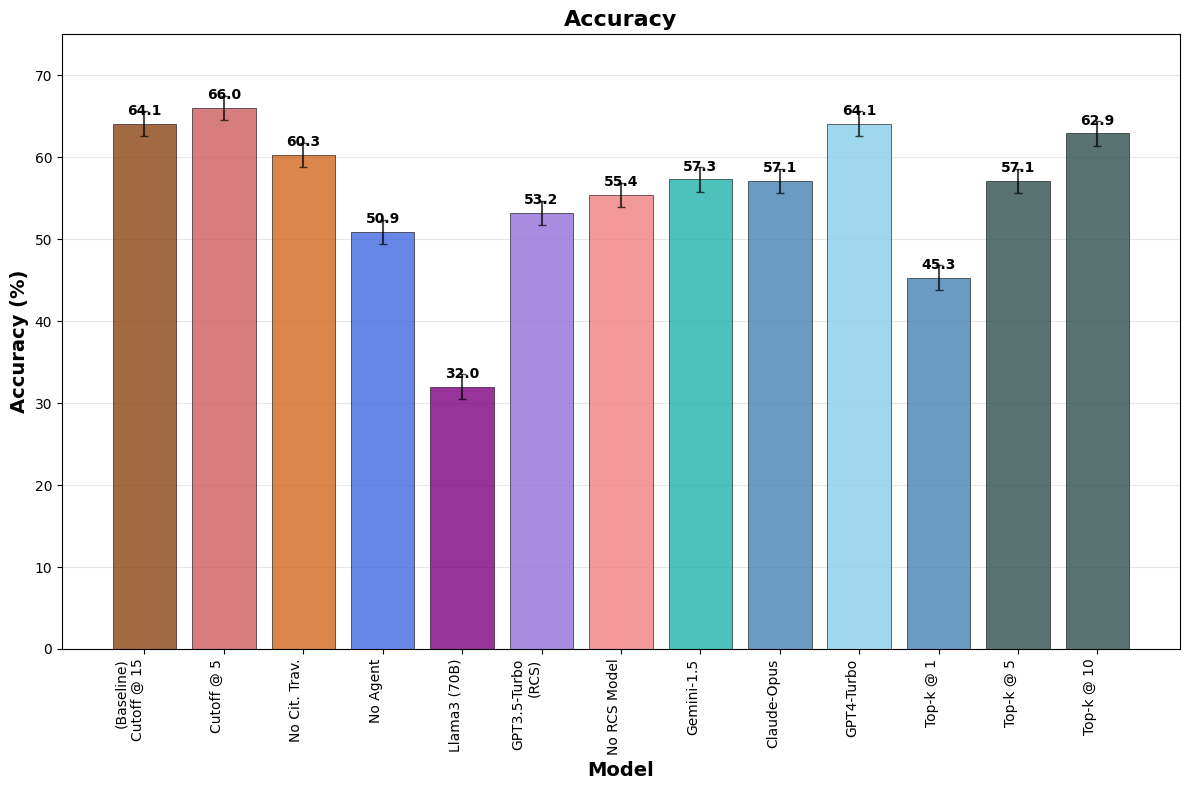 Accuracy
Accuracy (%)
70
60
50
40
30
20
10
0
64.1
66.0
60.3
50.9
32.0
53.2
55.4
57.3
57.1
64.1
45.3
57.1
62.9
(Baseline)
Cutoff @ 15
Cutoff @ 5
No Cit. Trav.
No Agent
Llama3 (70B)
GPT3.5-Turbo
(RCS)
No RCS Model
Gemini-1.5
Claude-Opus
GPT4-Turbo
Top-k @ 1
Top-k @ 5
Top-k @ 10
Model